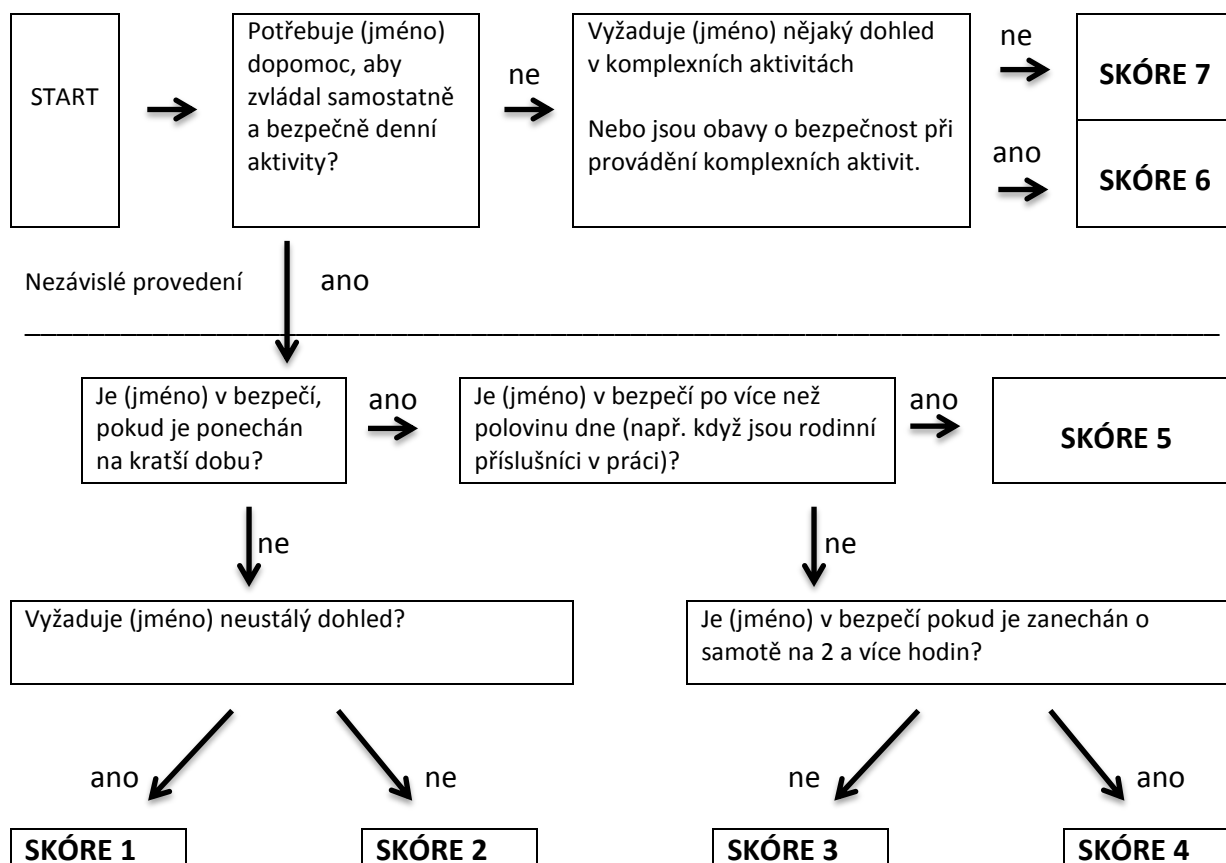 START
Potřebuje (jméno)
dopomoc, aby
zvládal samostatně
a bezpečně denní
aktivity?
ne
Vyžaduje (jméno) nějaký dohled
v komplexních aktivitách
Nebo jsou obavy o bezpečnost při
provádění komplexních aktivit.
ne
SKÓRE 7
ano
SKÓRE 6
Nezávislé provedení
ano
Je (jméno) v bezpečí,
pokud je ponechán
na kratší dobu?
ano
Je (jméno) v bezpečí po více než
polovinu dne (např. když jsou rodinní
příslušníci v práci)?
ano
SKÓRE 5
ne
ne
Vyžaduje (jméno) neustálý dohled?
Je (jméno) v bezpečí pokud je zanechán o
samotě na 2 a více hodin?
ano
ne
ne
ano
SKÓRE 1
SKÓRE 2
SKÓRE 3
SKÓRE 4